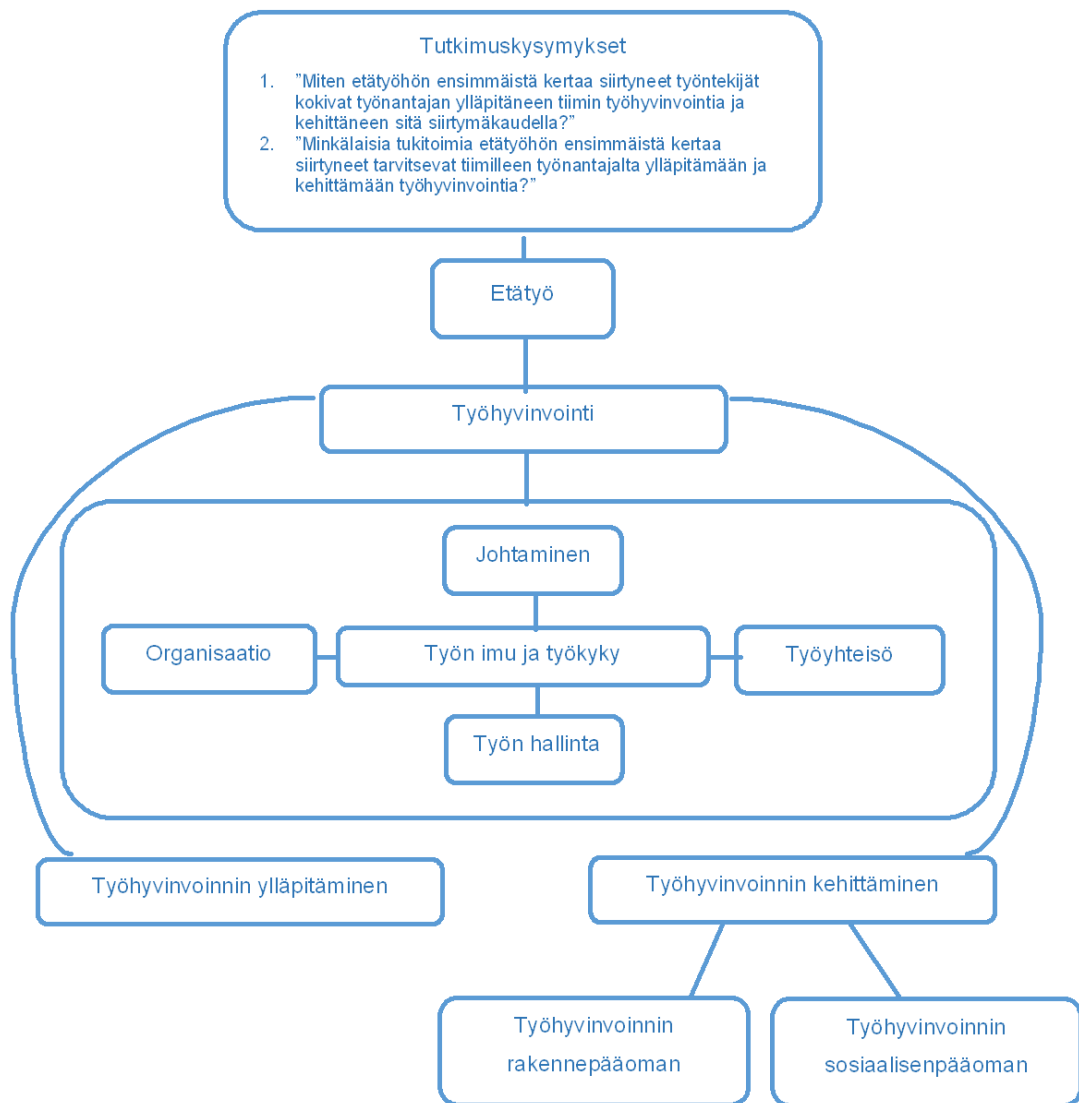 Tutkimuskysymykset
1. ”Miten etätyöhön ensimmäistä kertaa siirtyneet työntekijät
kokivat työnantajan ylläpitäneen tiimin työhyvinvointia ja
kehittäneen sitä siirtymäkaudella?”
2. ”Minkälaisia tukitoimia etätyöhön ensimmäistä kertaa
siirtyneet tarvitsevat tiimilleen työnantajalta ylläpitämään ja
kehittämään työhyvinvointia?”
Etätyö
Työhyvinvointi
Johtaminen
Organisaatio
Työn imu ja työkyky
Työyhteisö
Työn hallinta
Työhyvinvoinnin ylläpitäminen
Työhyvinvoinnin kehittäminen
Työhyvinvoinnin
rakennepääoman
Työhyvinvoinnin
sosiaalisenpääoman